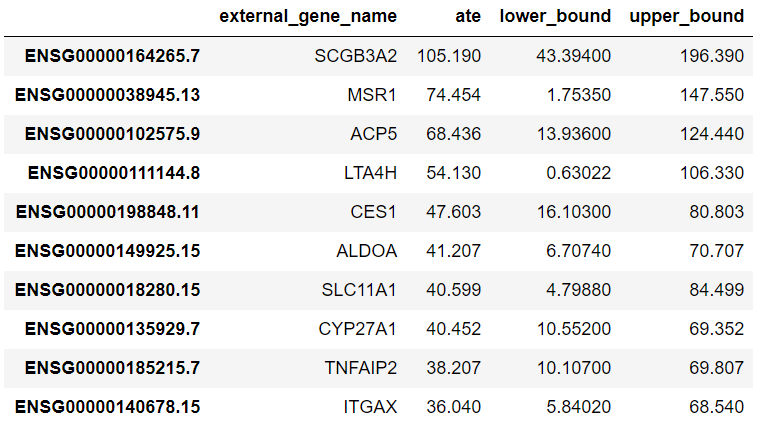 external_gene_name ate lower_bound upper_bound
ENSG00000164265.7 SCGB3A2 105.190 43.39400 196.390
ENSG00000038945.13 MSR1 74.454 1.75350 147.550
ENSG00000102575.9 ACP5 68.436 13.93600 124.440
ENSG00000111144.8 LTA4H 54.130 0.63022 106.330
ENSG00000198848.11 CES1 47.603 16.10300 80.803
ENSG00000149925.15 ALDOA 41.207 6.70740 70.707
ENSG00000018280.15 SLC11A1 40.599 4.79880 84.499
ENSG00000135929.7 CYP27A1 40.452 10.55200 69.352
ENSG00000185215.7 TNFAIP2 38.207 10.10700 69.807
ENSG00000140678.15 ITGAX 36.040 5.84020 68.540